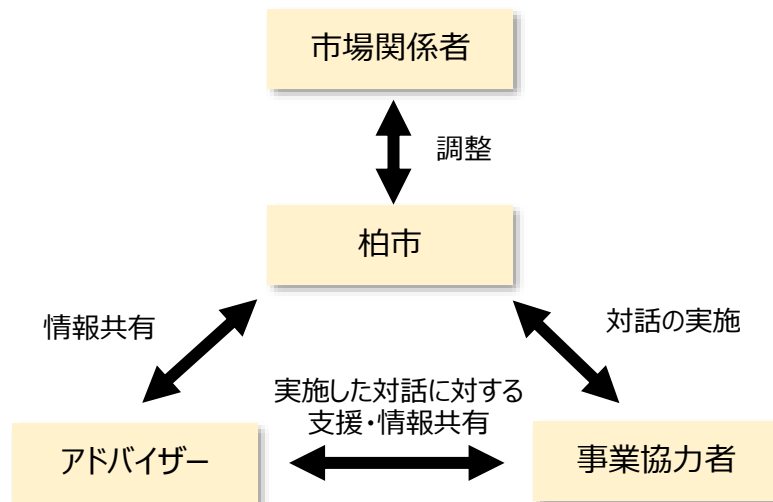 市場関係者
調整
柏市
情報共有
対話の実施
実施した対話に対する
支援・情報共有
アドバイザー
事業協力者